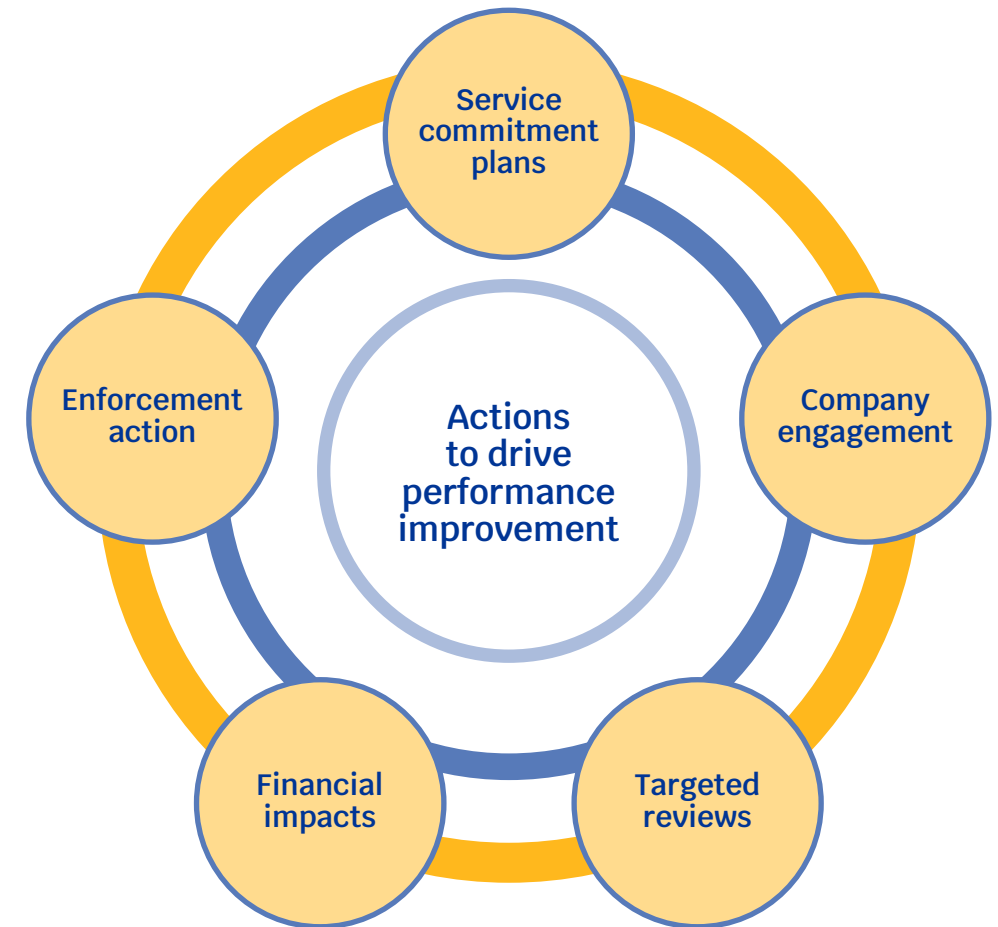 Service
commitment
plans
Enforcement
action
Company
engagement
Actions
to drive
performance
improvement
Financial
impacts
Targeted
reviews